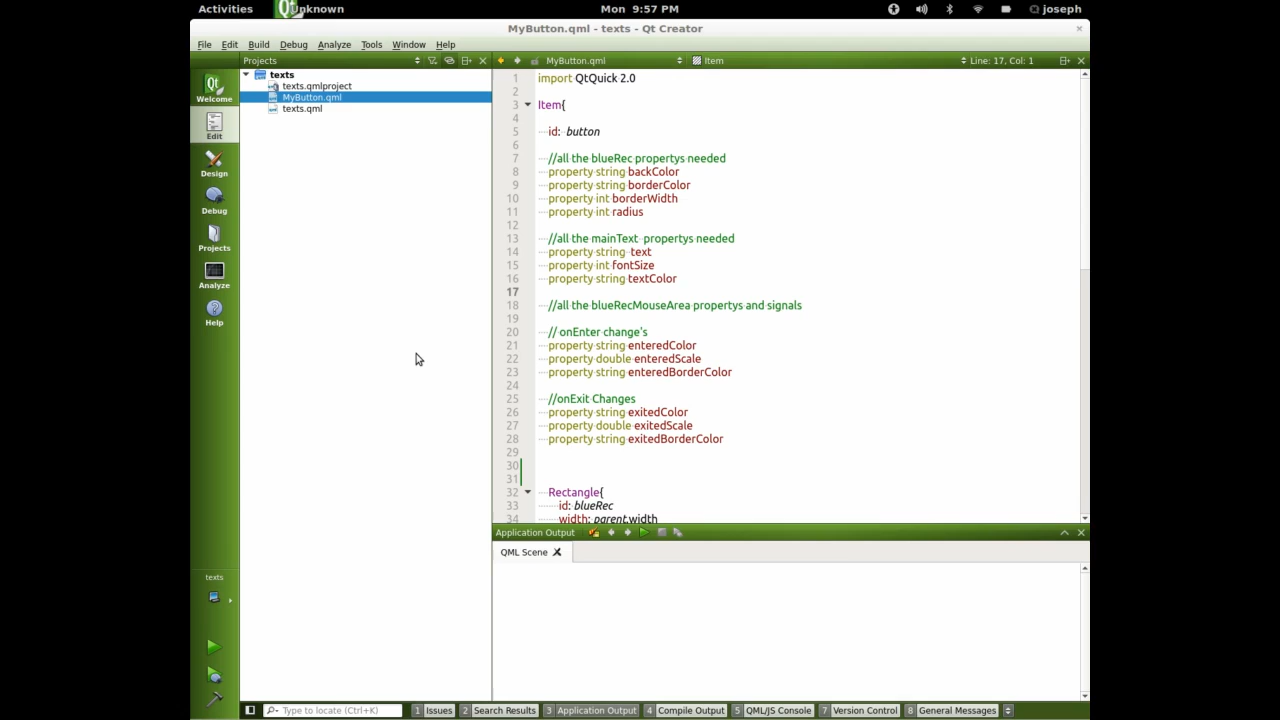 Activities
Unknown
Mon 9:57 PM
joseph
MyButton.qml - texts - Qt Creator
File Edit Build Debug Analyze Tools Window Help
Projects
MyButton.qml
Item
Line: 17, Col: 1
Welcome
Edit
Design
Debug
Projects
Analyze
Help
texts
texts
texts.qmlproject
MyButton.qml
texts.qml
1 import QtQuick 2.0
2
3 Item{
4
5 id: button
6
7 //all the blueRec propertys needed
8 property string backColor
9 property string borderColor
10 property int borderWidth
11 property int radius
12
13 //all the mainText propertys needed
14 property string text
15 property int fontSize
16 property string textColor
17
18 //all the blueRecMouseArea propertys and signals
19
20 // onEnter change's
21 property string enteredColor
22 property double enteredScale
23 property string enteredBorderColor
24
25 //onExit Changes
26 property string exitedColor
27 property double exitedScale
28 property string exitedBorderColor
29
30
31
32 Rectangle{
33 id: blueRec
34 width: parent.width
Application Output
QML Scene
Type to locate (Ctrl+K)
1 Issues
2 Search Results
3 Application Output
4 Compile Output
5 QML/JS Console
7 Version Control
8 General Messages